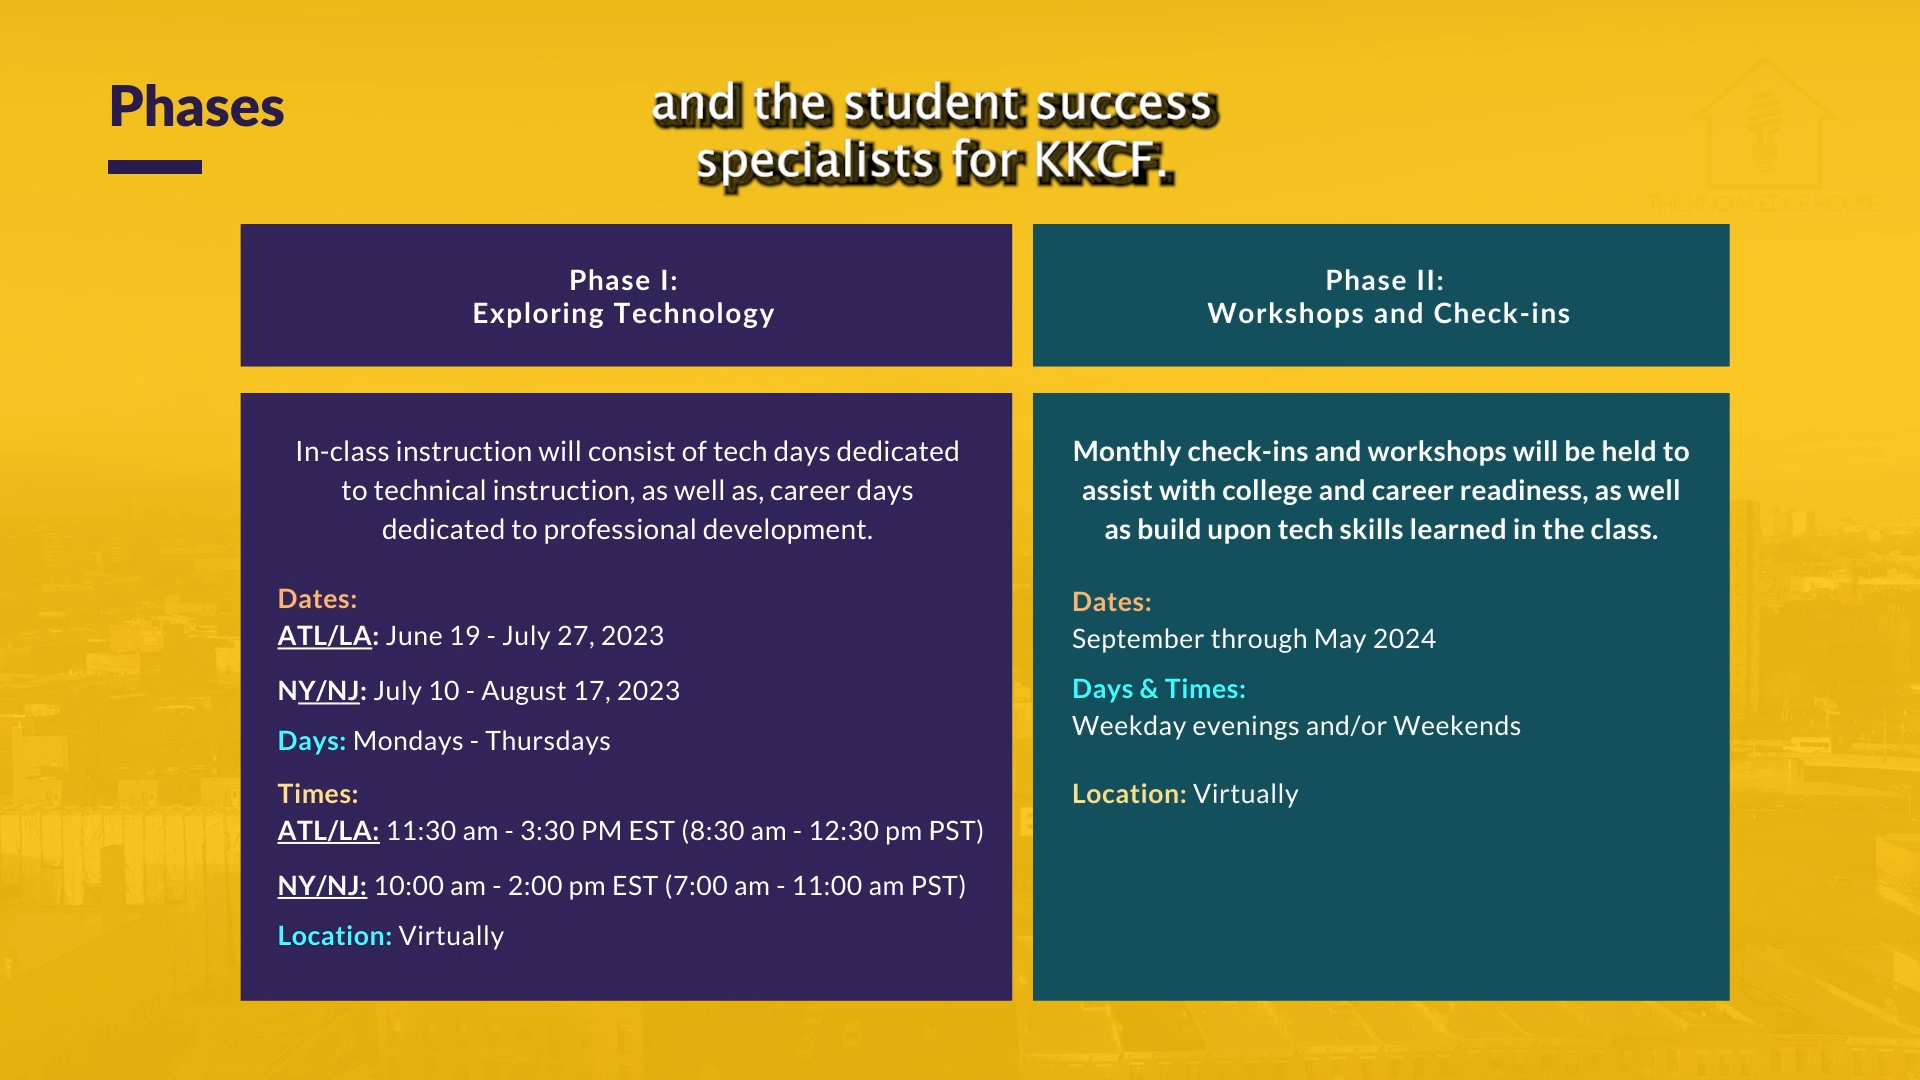 Phases
and the student success
specialists for KKCF.
THE KNOWLEDGE HOUSE
Phase I:
Exploring Technology
Phase II:
Workshops and Check-ins
In-class instruction will consist of tech days dedicated
to technical instruction, as well as, career days
dedicated to professional development.
Dates:
ATL/LA: June 19 - July 27, 2023
NY/NJ: July 10 - August 17, 2023
Days: Mondays - Thursdays
Times:
ATL/LA: 11:30 am - 3:30 PM EST (8:30 am - 12:30 pm PST)
NY/NJ: 10:00 am - 2:00 pm EST (7:00 am - 11:00 am PST)
Location: Virtually
Monthly check-ins and workshops will be held to
assist with college and career readiness, as well
as build upon tech skills learned in the class.
Dates:
September through May 2024
Days & Times:
Weekday evenings and/or Weekends
Location: Virtually